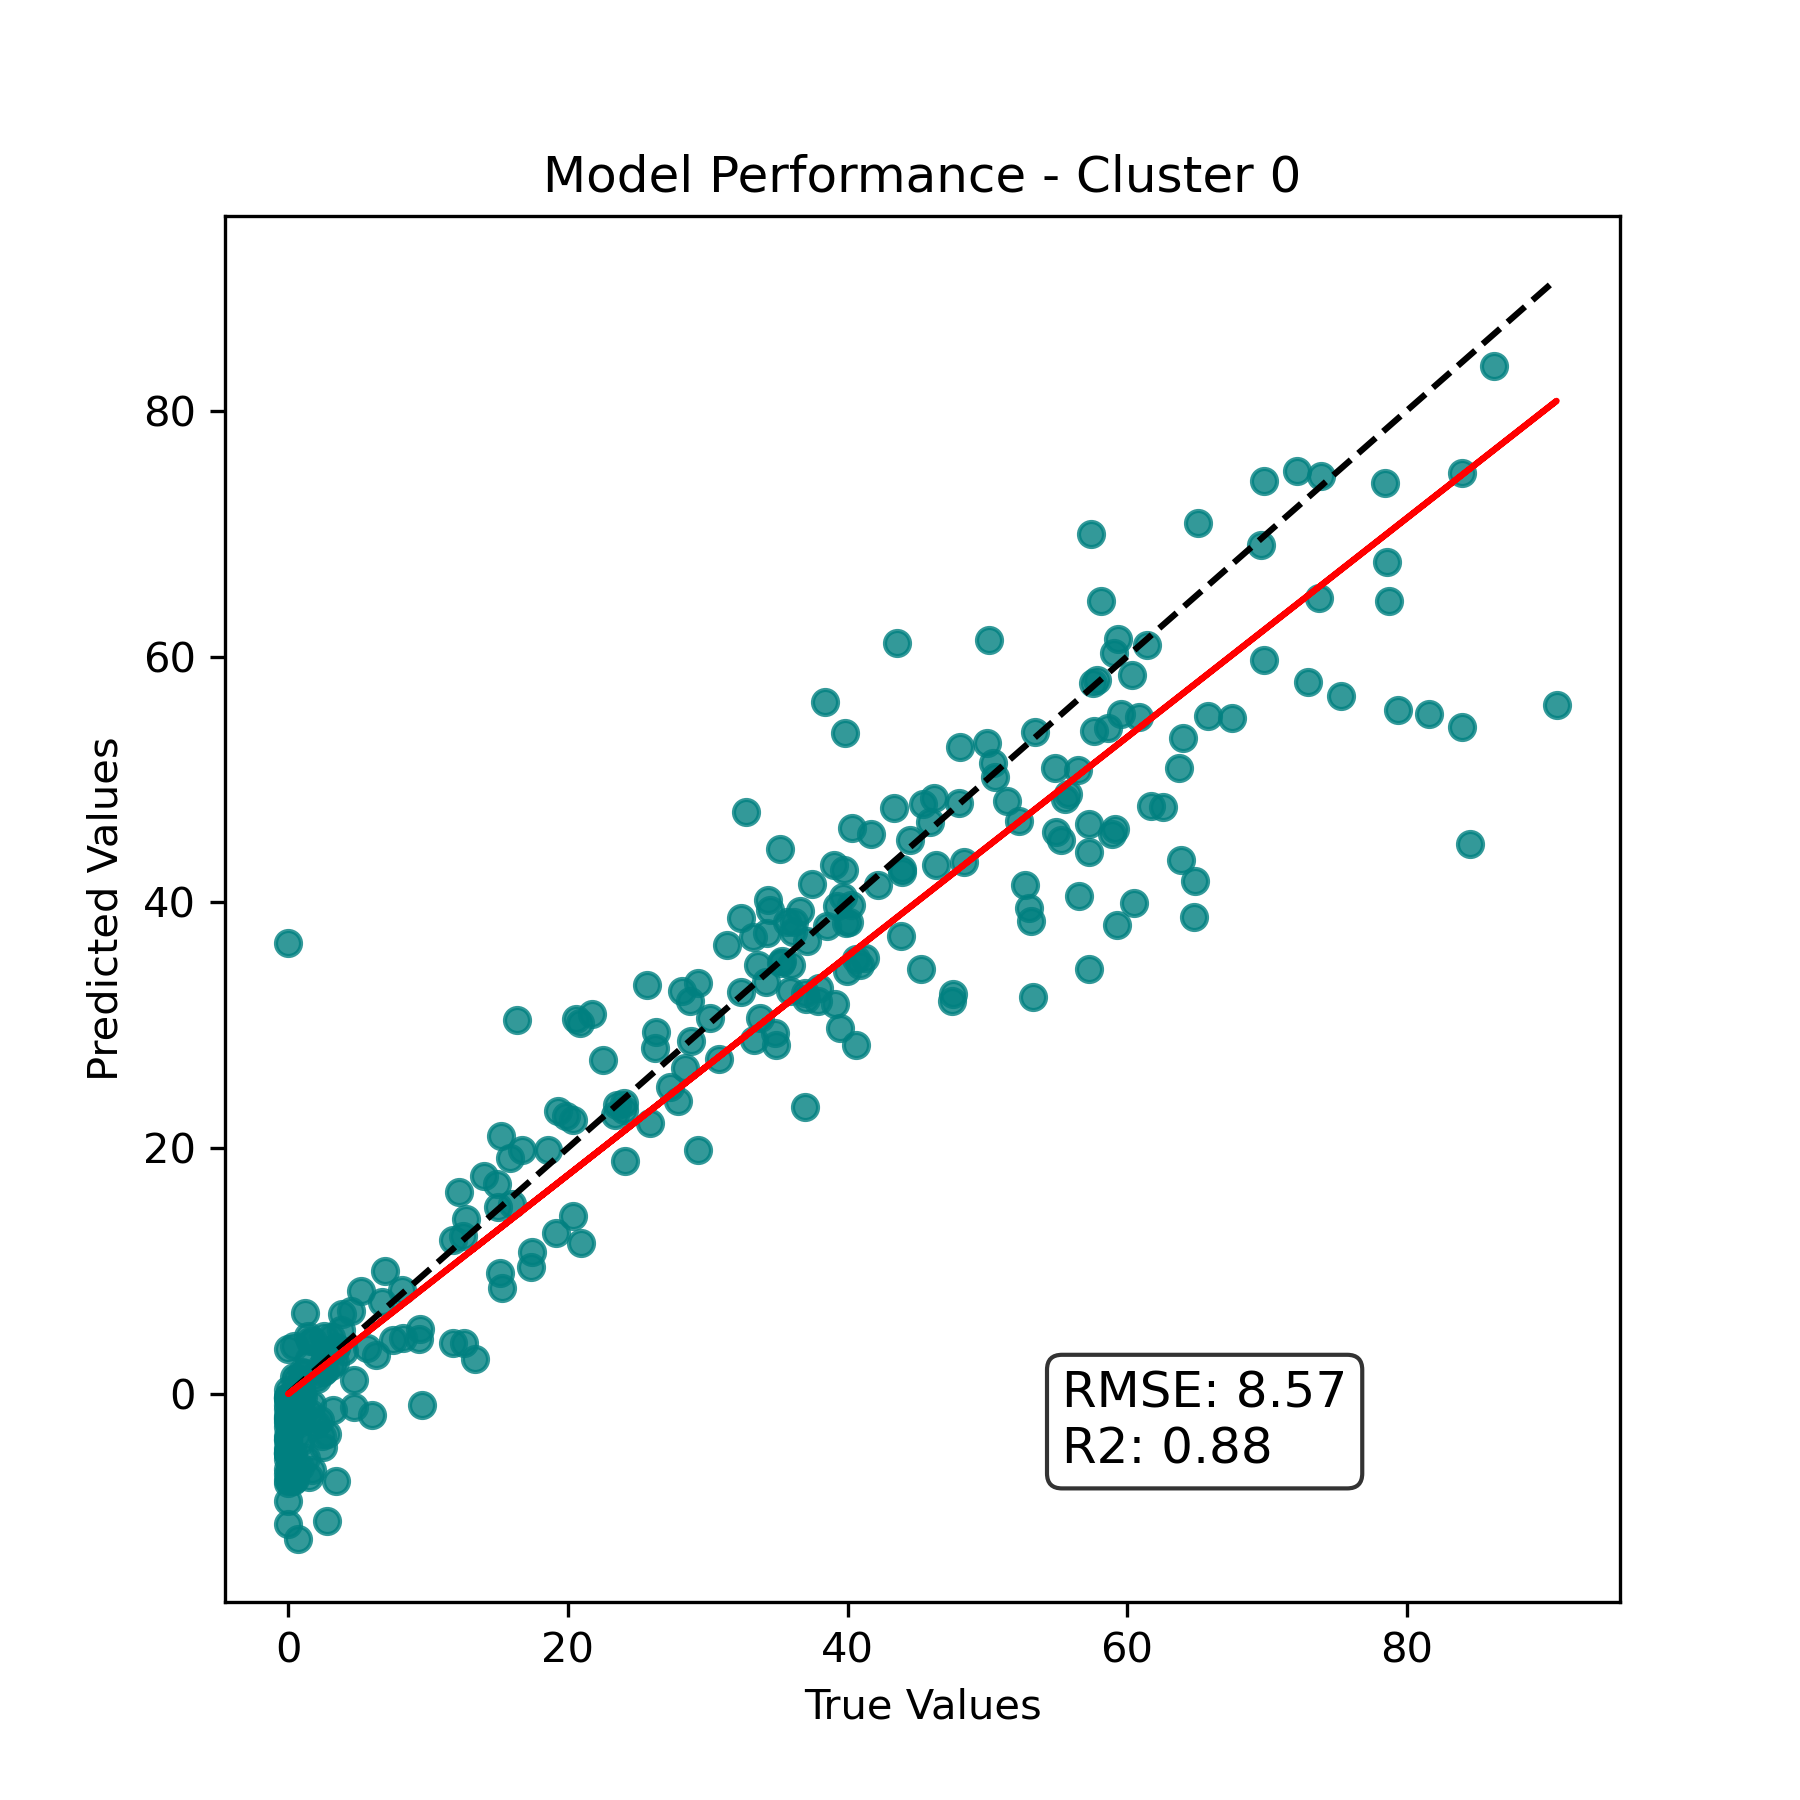 Model Performance - Cluster 0
Predicted Values
80
60
40
20
0
RMSE: 8.57
R2: 0.88
0 20 40 60 80
True Values